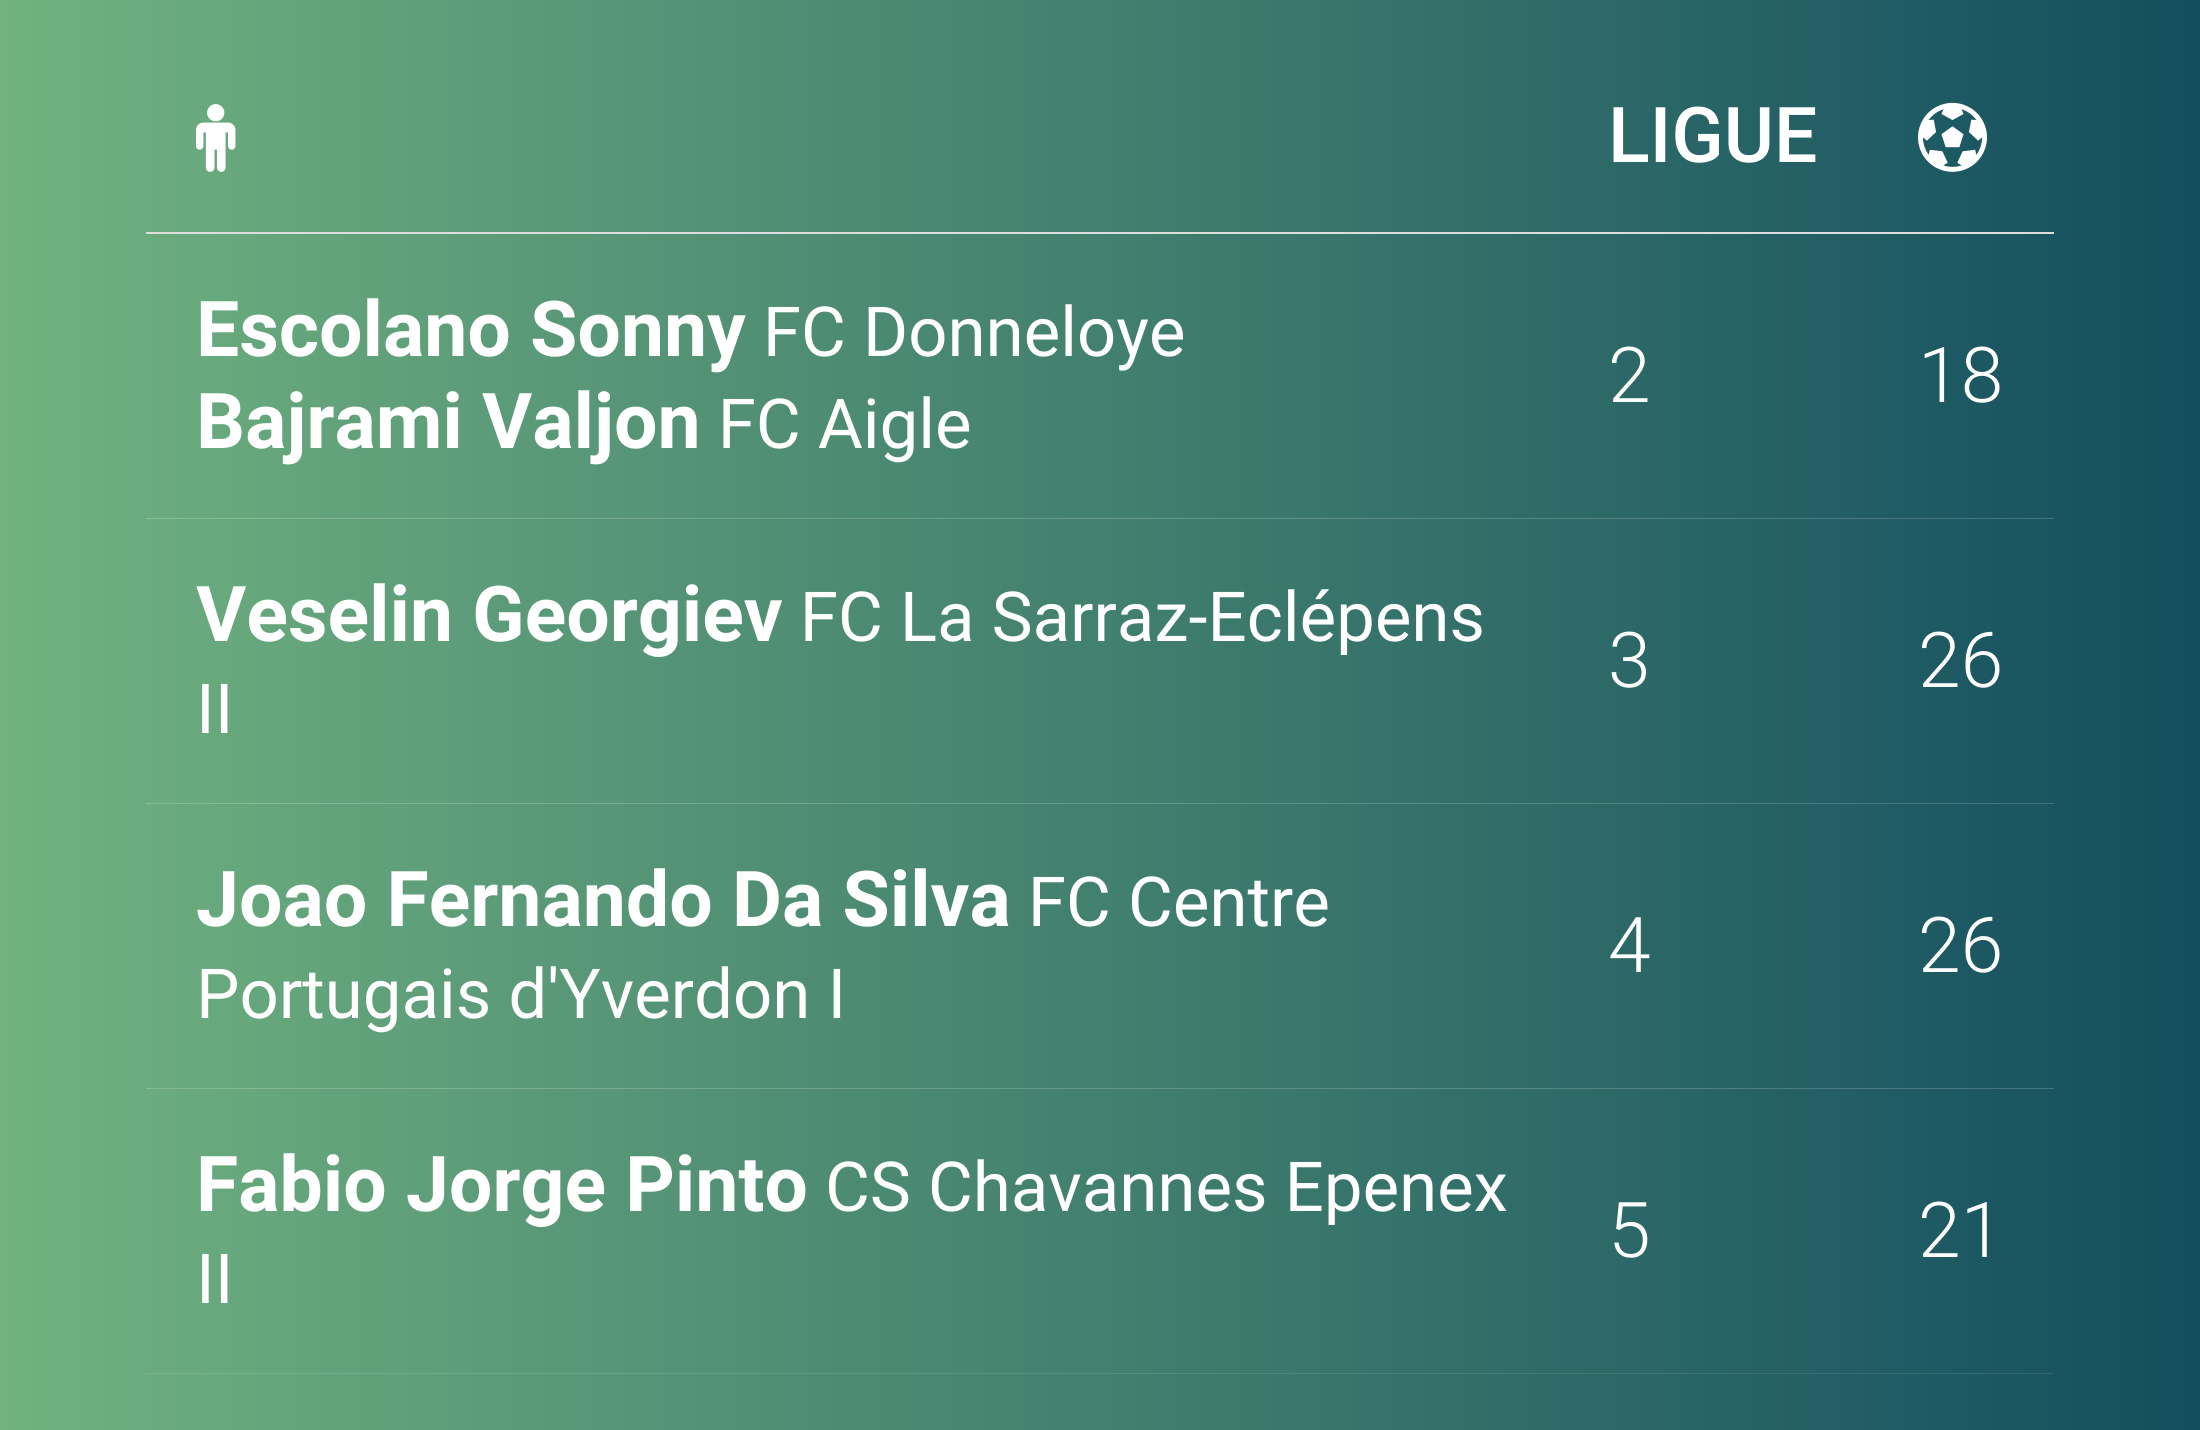 LIGUE
Escolano Sonny FC Donneloye
Bajrami Valjon FC Aigle
2 18
Veselin Georgiev FC La Sarraz-Eclépens
II
3 26
Joao Fernando Da Silva FC Centre
Portugais d'Yverdon I
4 26
Fabio Jorge Pinto CS Chavannes Epenex
II
5 21